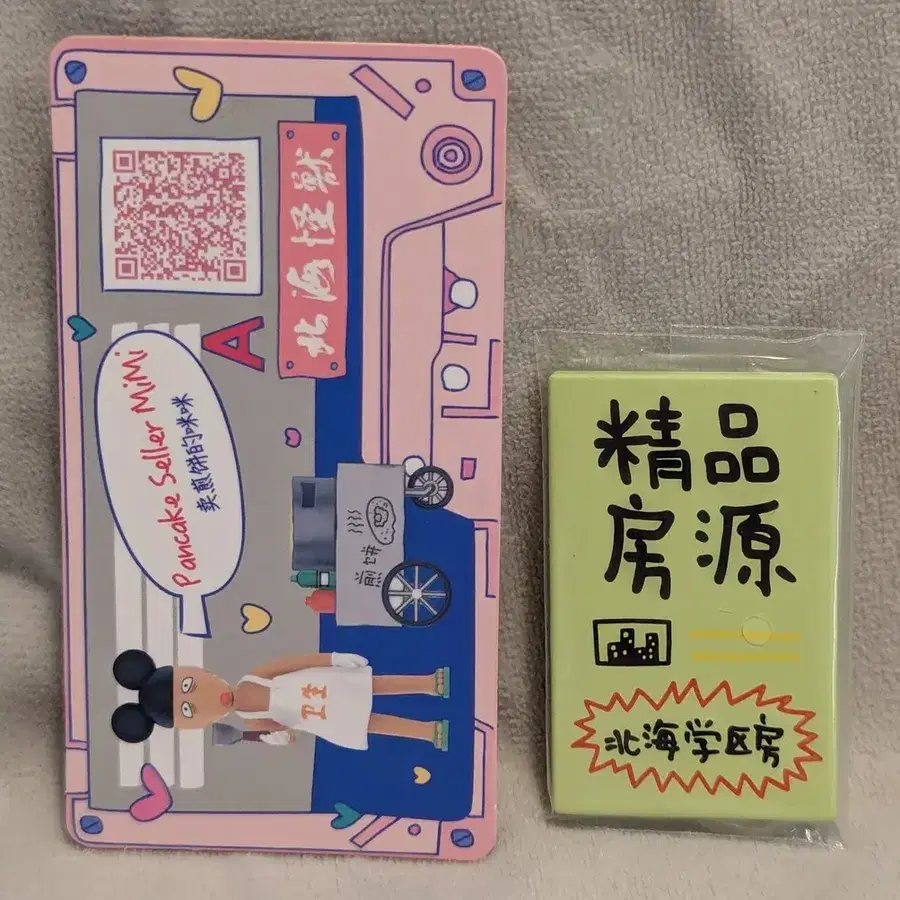 北海怪兽
A
Pancake Seller MiMi
卖煎饼的咪咪
煎饼
卫生
精品
房源
北海学区房